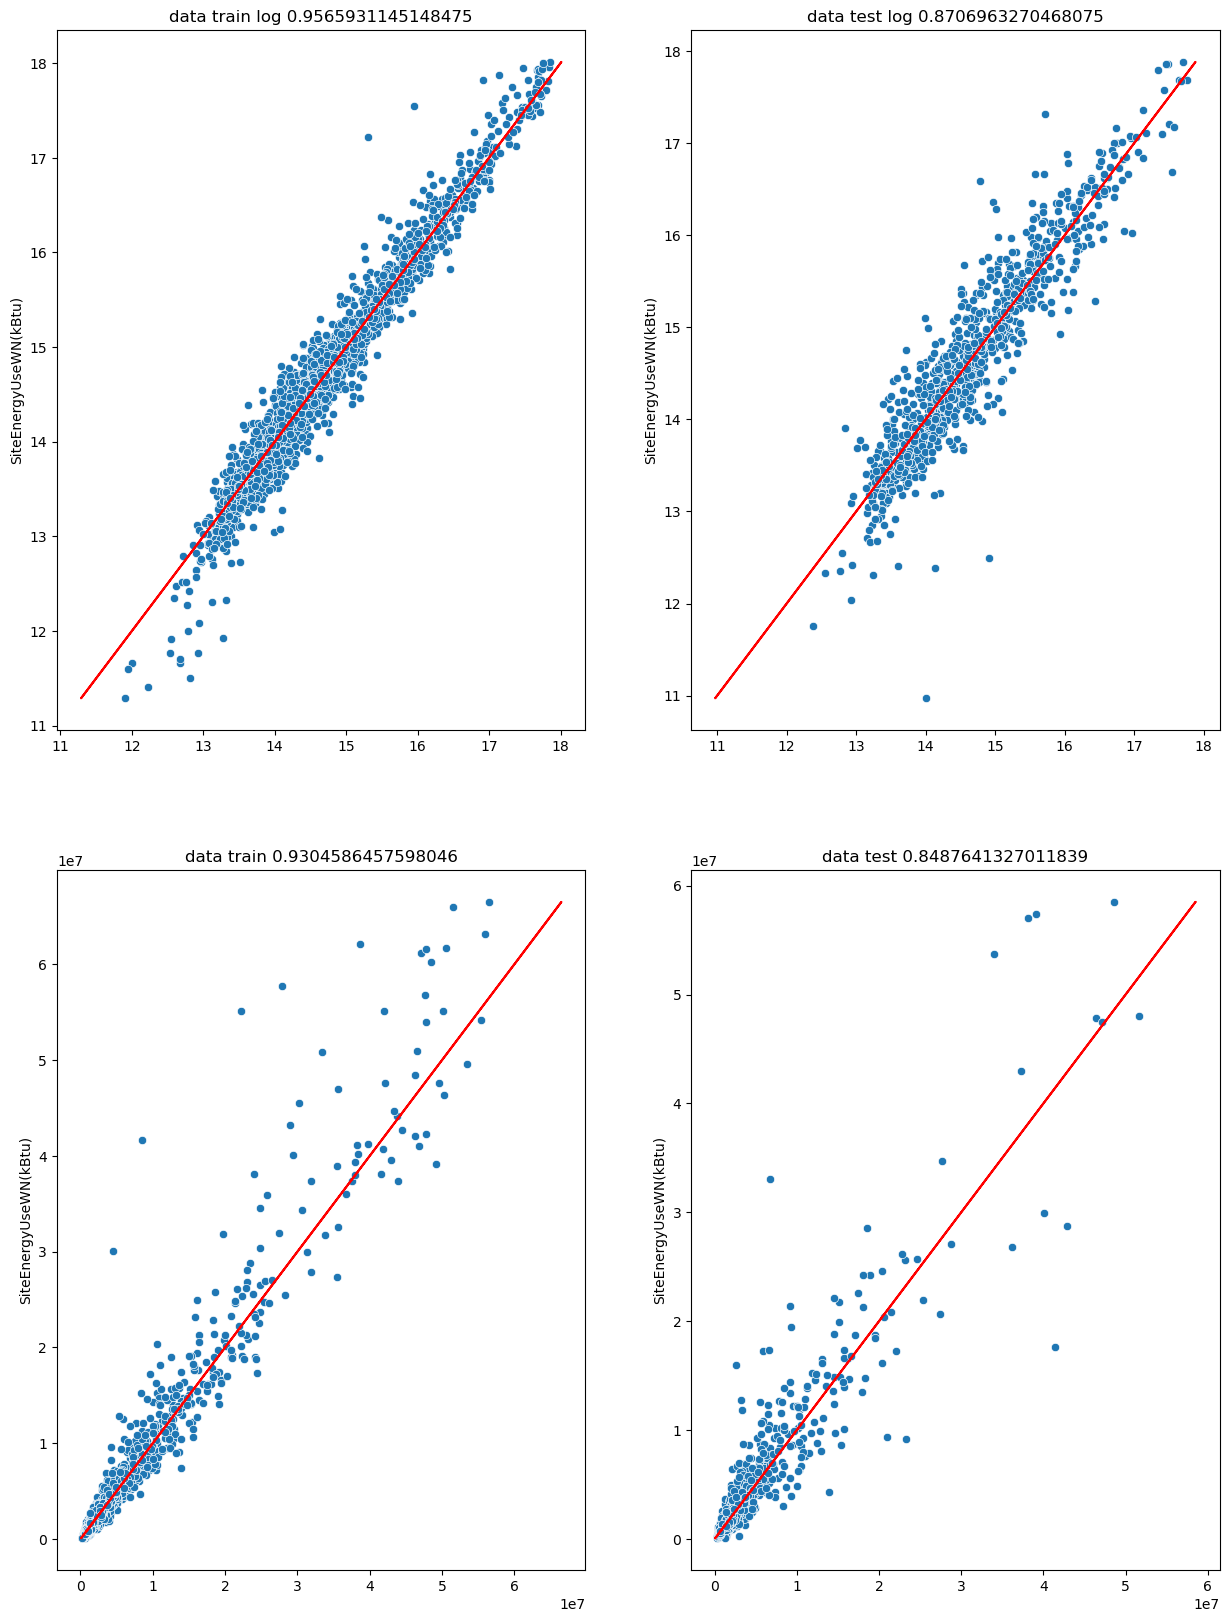 data train log 0.9565931145148475
data test log 0.8706963270468075
SiteEnergyUseWN(kBtu)
18
17
16
15
14
13
12
11
11 12 13 14 15 16 17 18
SiteEnergyUseWN(kBtu)
18
17
16
15
14
13
12
11
11 12 13 14 15 16 17 18
data train 0.9304586457598046
1e7
SiteEnergyUseWN(kBtu)
6
5
4
3
2
1
0
0 1 2 3 4 5 6
1e7
data test 0.8487641327011839
1e7
SiteEnergyUseWN(kBtu)
6
5
4
3
2
1
0
0 1 2 3 4 5 6
1e7